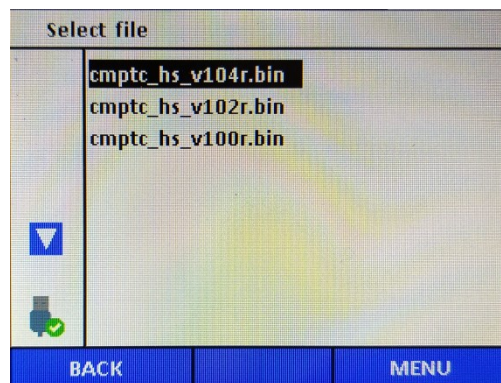 Select file
cmptc_hs_v104r.bin
cmptc_hs_v102r.bin
cmptc_hs_v100r.bin
BACK
MENU